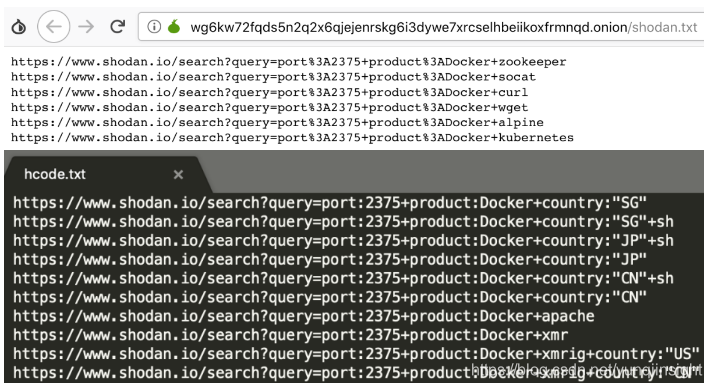 wg6kw72fqds5n2q2x6qjejenrskg6i3dywe7xrcselhbeiikoxfrmnqd.onion/shodan.txt
https://www.shodan.io/search?query=port%3A2375+product%3ADocker+zookeeper
https://www.shodan.io/search?query=port%3A2375+product%3ADocker+socat
https://www.shodan.io/search?query=port%3A2375+product%3ADocker+curl
https://www.shodan.io/search?query=port%3A2375+product%3ADocker+wget
https://www.shodan.io/search?query=port%3A2375+product%3ADocker+alpine
https://www.shodan.io/search?query=port%3A2375+product%3ADocker+kubernetes
hcode.txt ×
https://www.shodan.io/search?query=port:2375+product:Docker+country:"SG"
https://www.shodan.io/search?query=port:2375+product:Docker+country:"SG"+sh
https://www.shodan.io/search?query=port:2375+product:Docker+country:"JP"+sh
https://www.shodan.io/search?query=port:2375+product:Docker+country:"JP"
https://www.shodan.io/search?query=port:2375+product:Docker+country:"CN"+sh
https://www.shodan.io/search?query=port:2375+product:Docker+country:"CN"
https://www.shodan.io/search?query=port:2375+product:Docker+apache
https://www.shodan.io/search?query=port:2375+product:Docker+xmr
https://www.shodan.io/search?query=port:2375+product:Docker+xmrig+country:"US"
https://www.shodan.io/search?query=port:2375+product:Docker+xmrig+country:"CN"
https://blog.csdn.net/yunqiinsight